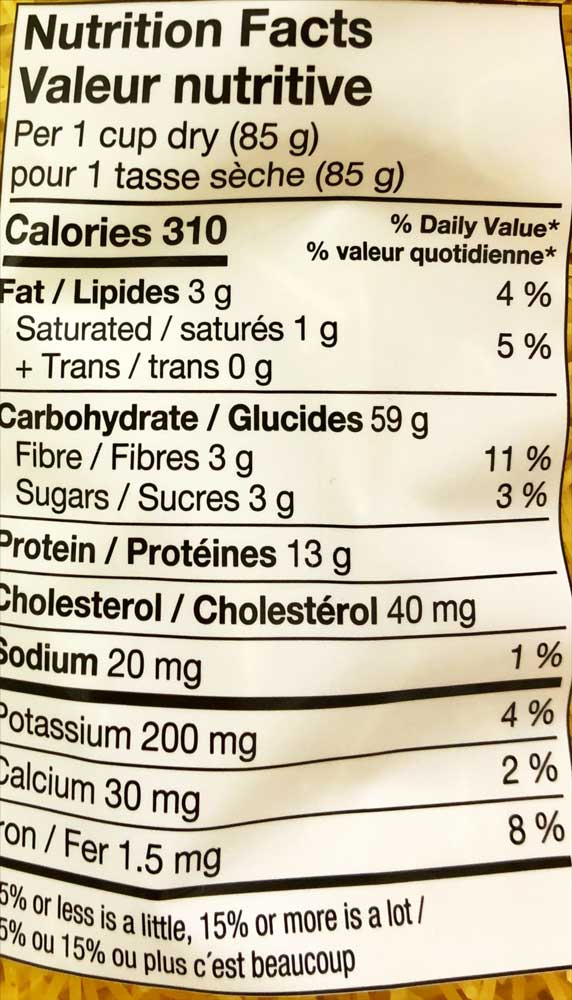 Nutrition Facts
Valeur nutritive
Per 1 cup dry (85 g)
pour 1 tasse sèche (85 g)
Calories 310
% Daily Value*
% valeur quotidienne*
Fat / Lipides 3 g 4 %
Saturated / saturés 1 g
+ Trans / trans 0 g 5 %
Carbohydrate / Glucides 59 g
Fibre / Fibres 3 g 11 %
Sugars / Sucres 3 g 3 %
Protein / Protéines 13 g
Cholesterol / Cholestérol 40 mg
Sodium 20 mg 1 %
Potassium 200 mg 4 %
Calcium 30 mg 2 %
ron / Fer 1.5 mg 8 %
5% or less is a little, 15% or more is a lot /
5% ou 15% ou plus c'est beaucoup